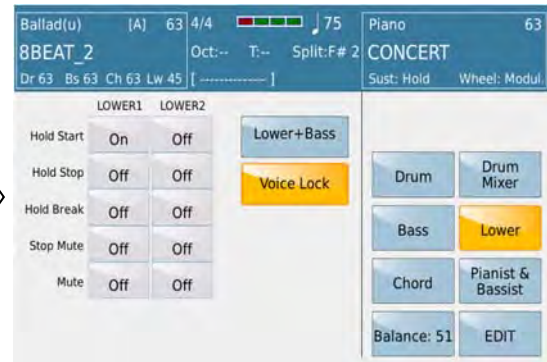 Ballad(u) (A) 63 4/4 75 Piano 63
8BEAT_2 Oct:-- T:-- Split:F# 2 CONCERT
Dr 63 Bs 63 Ch 63 Lw 45 [ -------------- ] Sust: Hold Wheel: Modul.
LOWER1 LOWER2
Hold Start On Off
Hold Stop Off Off
Hold Break Off Off
Stop Mute Off Off
Mute Off Off
Lower+Bass
Voice Lock
Drum Drum Mixer
Bass Lower
Chord Pianist & Bassist
Balance: 51 EDIT